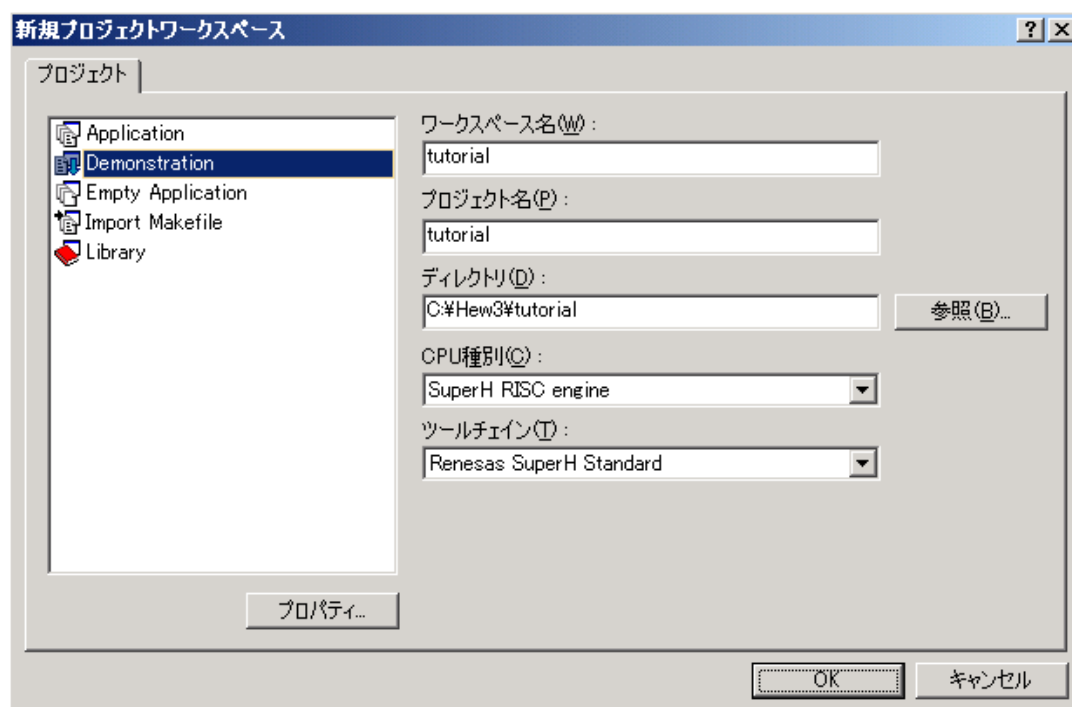 新規プロジェクトワークスペース
プロジェクト
Application
Demonstration
Empty Application
Import Makefile
Library
プロパティ...
ワークスペース名(W) :
tutorial
プロジェクト名(P) :
tutorial
ディレクトリ(D) :
C:¥Hew3¥tutorial
参照(B)...
CPU種別(C) :
SuperH RISC engine
ツールチェイン(T) :
Renesas SuperH Standard
OK
キャンセル